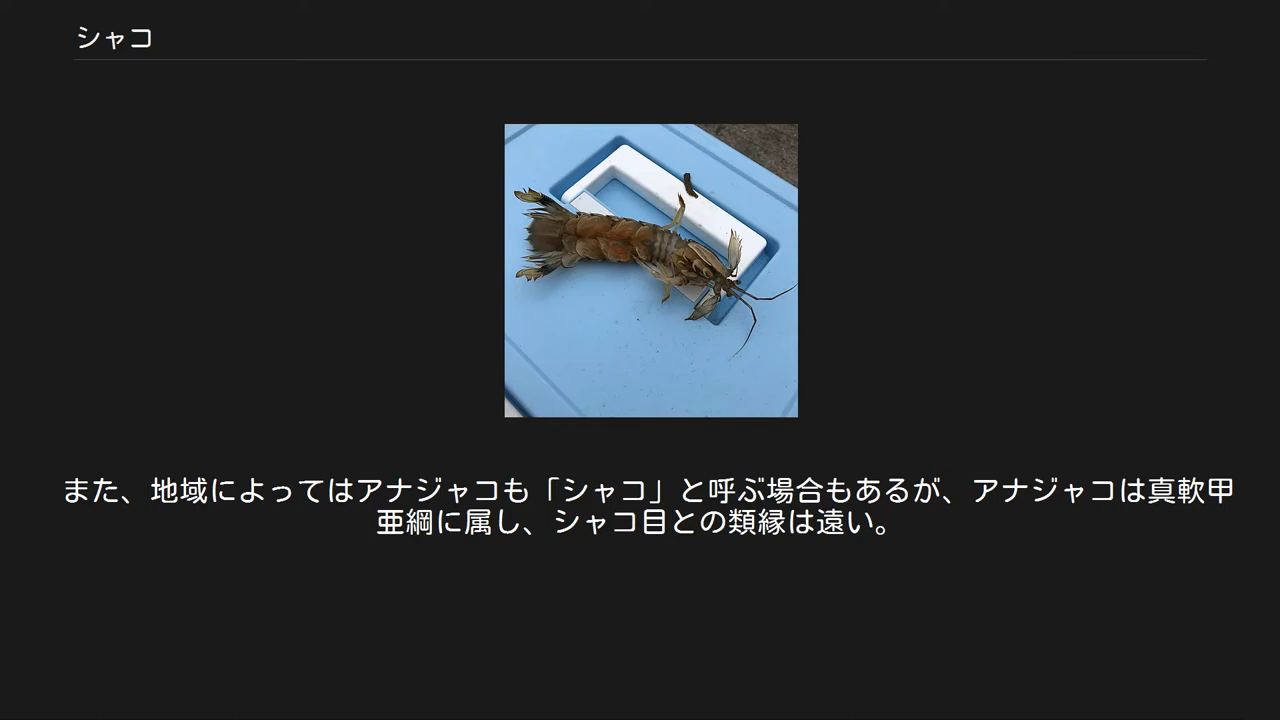 シャコ
また、地域によってはアナジャコも「シャコ」と呼ぶ場合もあるが、アナジャコは真軟甲
亜綱に属し、シャコ目との類縁は遠い。